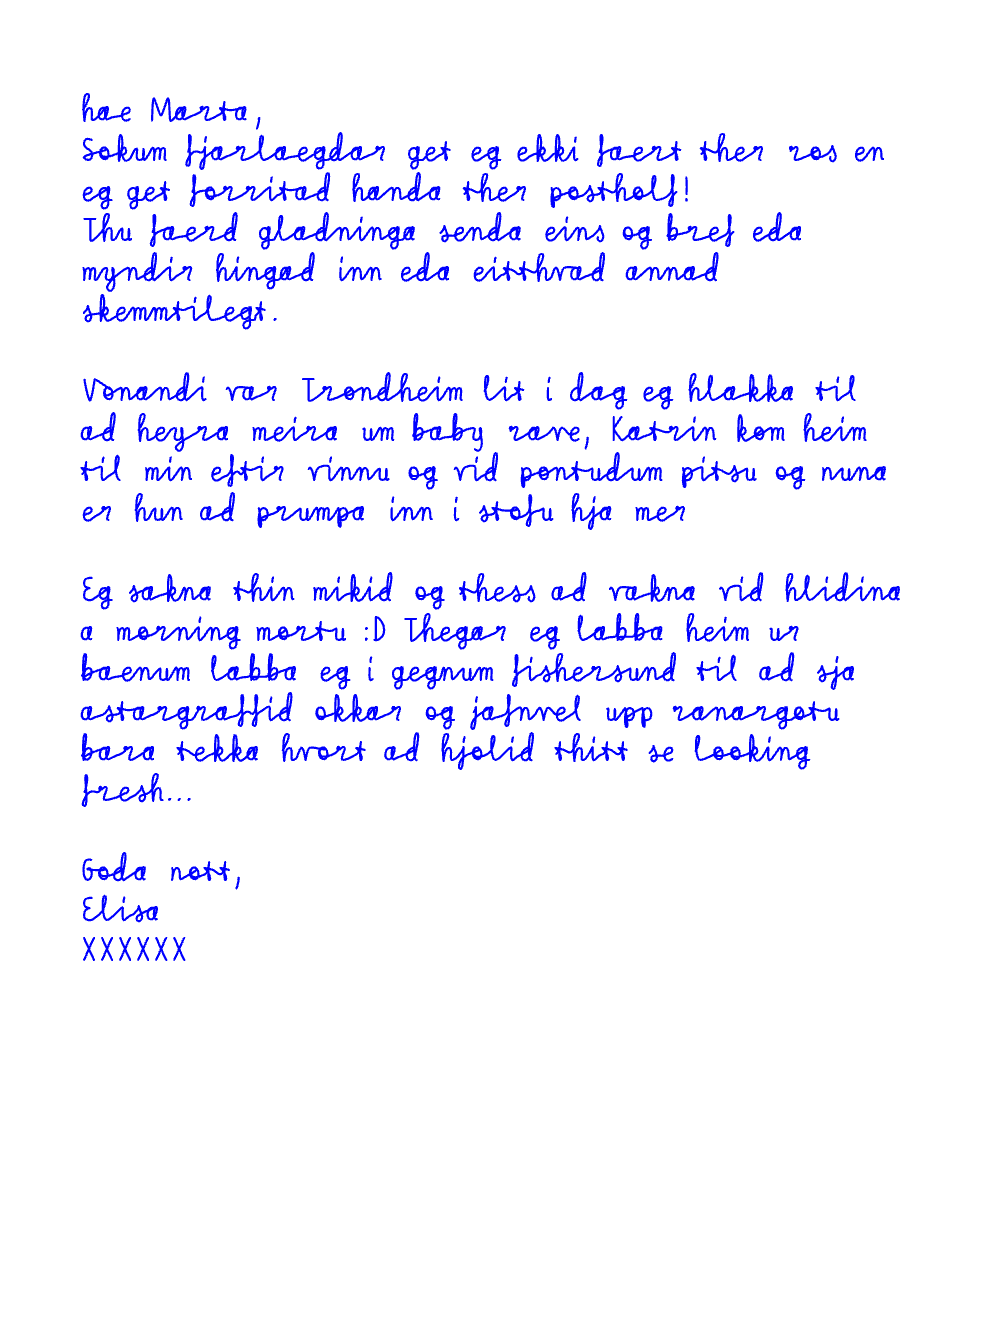 hae Marta,
Sokum fjarlaegdar get eg ekki faert ther ros en
eg get forritad handa ther postholf!
Thu faerd gladninga senda eins og bref eda
myndir hingad inn eda eitthvad annad
skemmtilegt.
Vonandi var Trondheim lit i dag eg hlakka til
ad heyra meira um baby rave, Katrin kom heim
til min eftir vinnu og vid pontudum pitsu og nuna
er hun ad prumpa inn i stofu hja mer
Eg sakna thin mikid og thess ad vakna vid hlidina
a morning mortu :D Thegar eg labba heim ur
baenum labba eg i gegnum fishersund til ad sja
astargraffid okkar og jafnvel upp ranargotu
bara tekka hvort ad hjolid thitt se looking
fresh...
Goda nott,
Elisa
XXXXXX